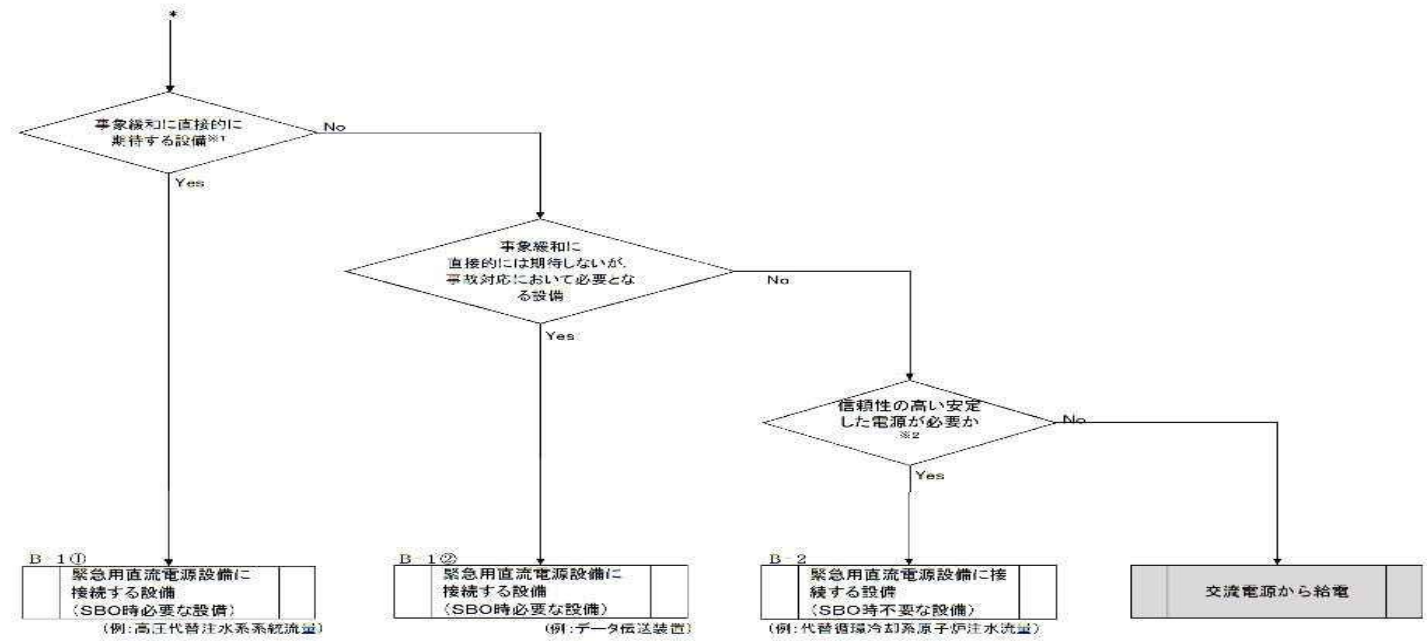 *
事象緩和に直接的に
期待する設備※1
No
Yes
事象緩和に
直接的には期待しないが,
事故対応において必要とな
る設備
No
Yes
信頼性の高い安定
した電源が必要か
※2
No
Yes
B-1①
緊急用直流電源設備に
接続する設備
(SBO時必要な設備)
(例:高圧代替注水系系統流量)
B-1②
緊急用直流電源設備に
接続する設備
(SBO時必要な設備)
(例:データ伝送装置)
B-2
緊急用直流電源設備に接
続する設備
(SBO時不要な設備)
(例:代替循環冷却系原子炉注水流量)
交流電源から給電